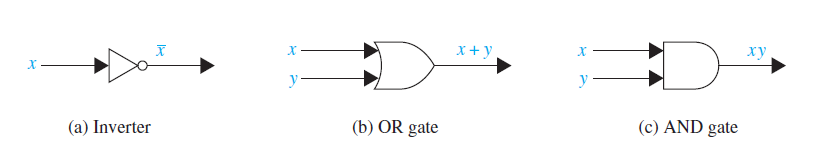 x
x̅
(a) Inverter
x
y
x + y
(b) OR gate
x
y
xy
(c) AND gate